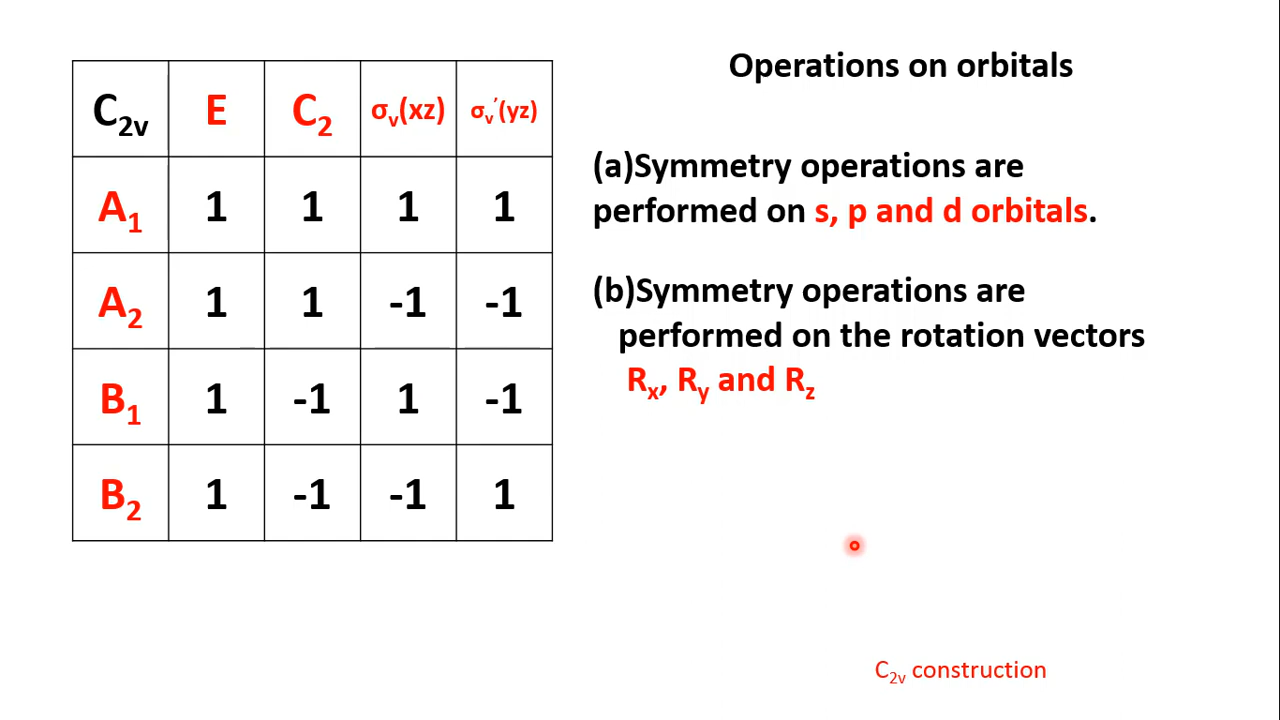 C2v E C2 σv(xz) σv′(yz)
A1 1 1 1 1
A2 1 1 -1 -1
B1 1 -1 1 -1
B2 1 -1 -1 1
Operations on orbitals
(a)Symmetry operations are
performed on s, p and d orbitals.
(b)Symmetry operations are
performed on the rotation vectors
Rx, Ry and Rz
C2v construction